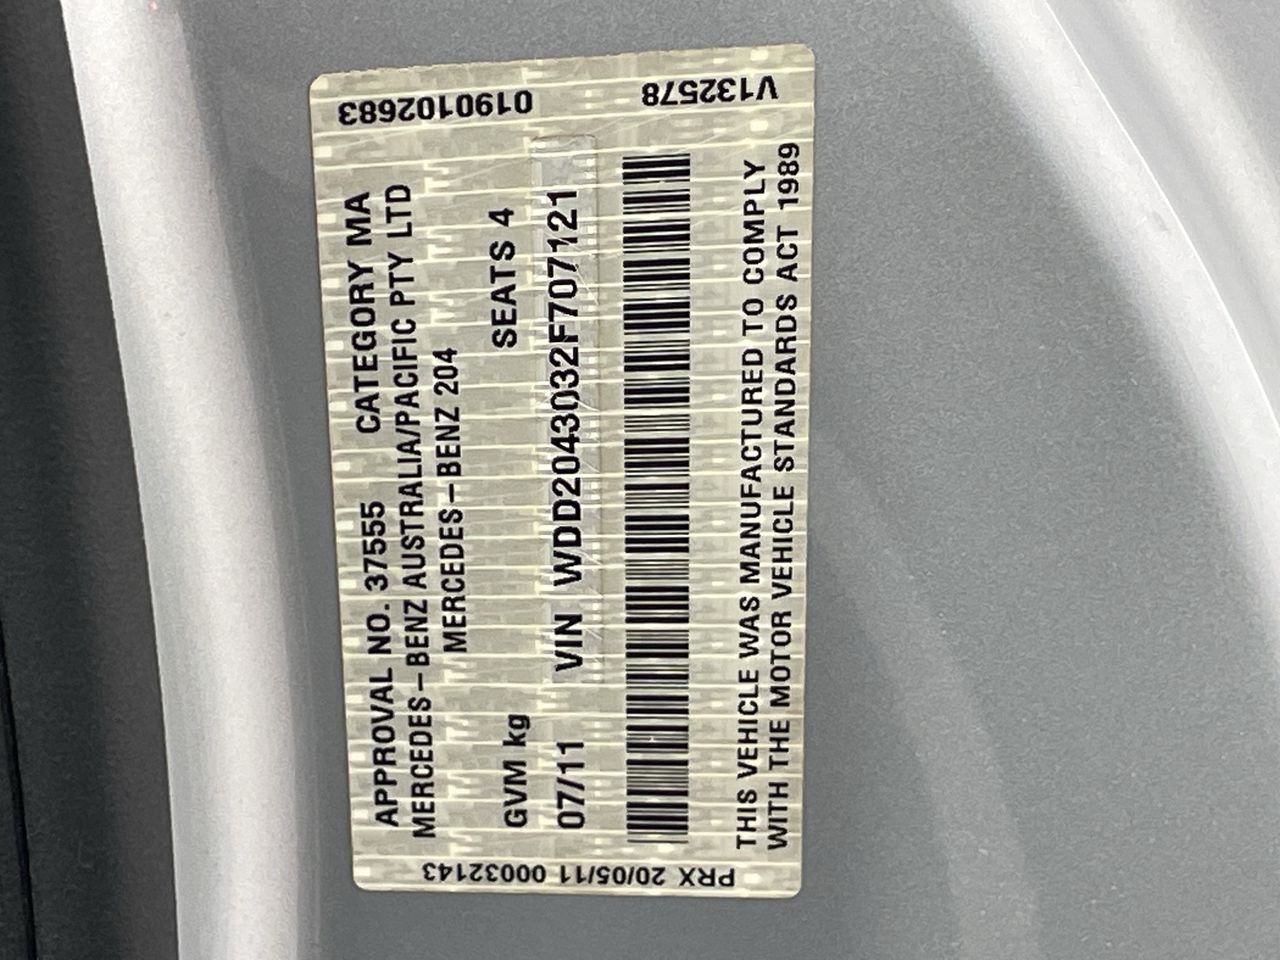 0190102683
V132578
APPROVAL NO. 37555 CATEGORY MA
MERCEDES-BENZ AUSTRALIA/PACIFIC PTY LTD
MERCEDES-BENZ 204
GVM kg SEATS 4
07/11 VIN WDD2043032F707121
THIS VEHICLE WAS MANUFACTURED TO COMPLY
WITH THE MOTOR VEHICLE STANDARDS ACT 1989
PRX 20/05/11 00032143